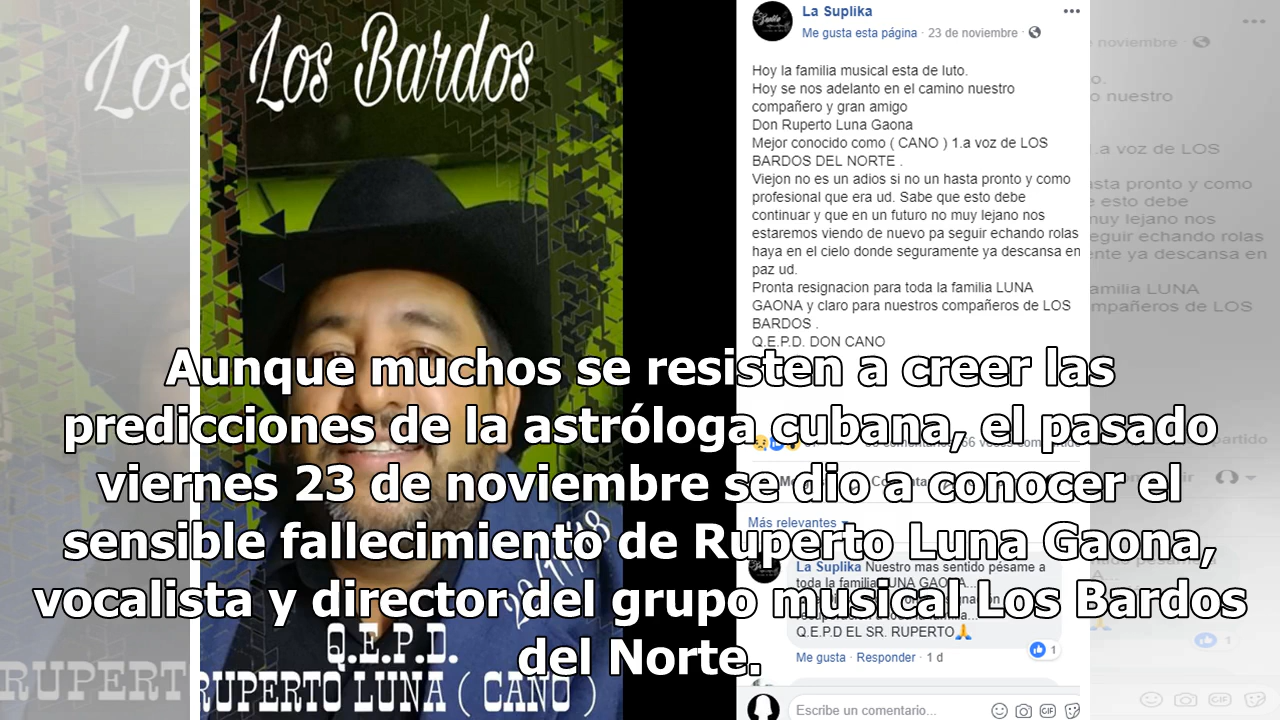 Los Bardos
Q.E.P.D.
RUPERTO LUNA ( CANO )
La Suplika
Me gusta esta página · 23 de noviembre ·
Hoy la familia musical esta de luto.
Hoy se nos adelanto en el camino nuestro
compañero y gran amigo
Don Ruperto Luna Gaona
Mejor conocido como ( CANO ) 1.a voz de LOS
BARDOS DEL NORTE .
Viejon no es un adios si no un hasta pronto y como
profesional que era ud. Sabe que esto debe
continuar y que en un futuro no muy lejano nos
estaremos viendo de nuevo pa seguir echando rolas
haya en el cielo donde seguramente ya descansa en
paz ud.
Pronta resignacion para toda la familia LUNA
GAONA y claro para nuestros compañeros de LOS
BARDOS .
Q.E.P.D. DON CANO
Más relevantes
La Suplika Nuestro mas sentido pésame a
toda la familia LUNA GAONA...
Q.E.P.D EL SR. RUPERTO
1
Me gusta · Responder · 1 d
Escribe un comentario...
GIF
Aunque muchos se resisten a creer las
predicciones de la astróloga cubana, el pasado
viernes 23 de noviembre se dio a conocer el
sensible fallecimiento de Ruperto Luna Gaona,
vocalista y director del grupo musical Los Bardos
del Norte.